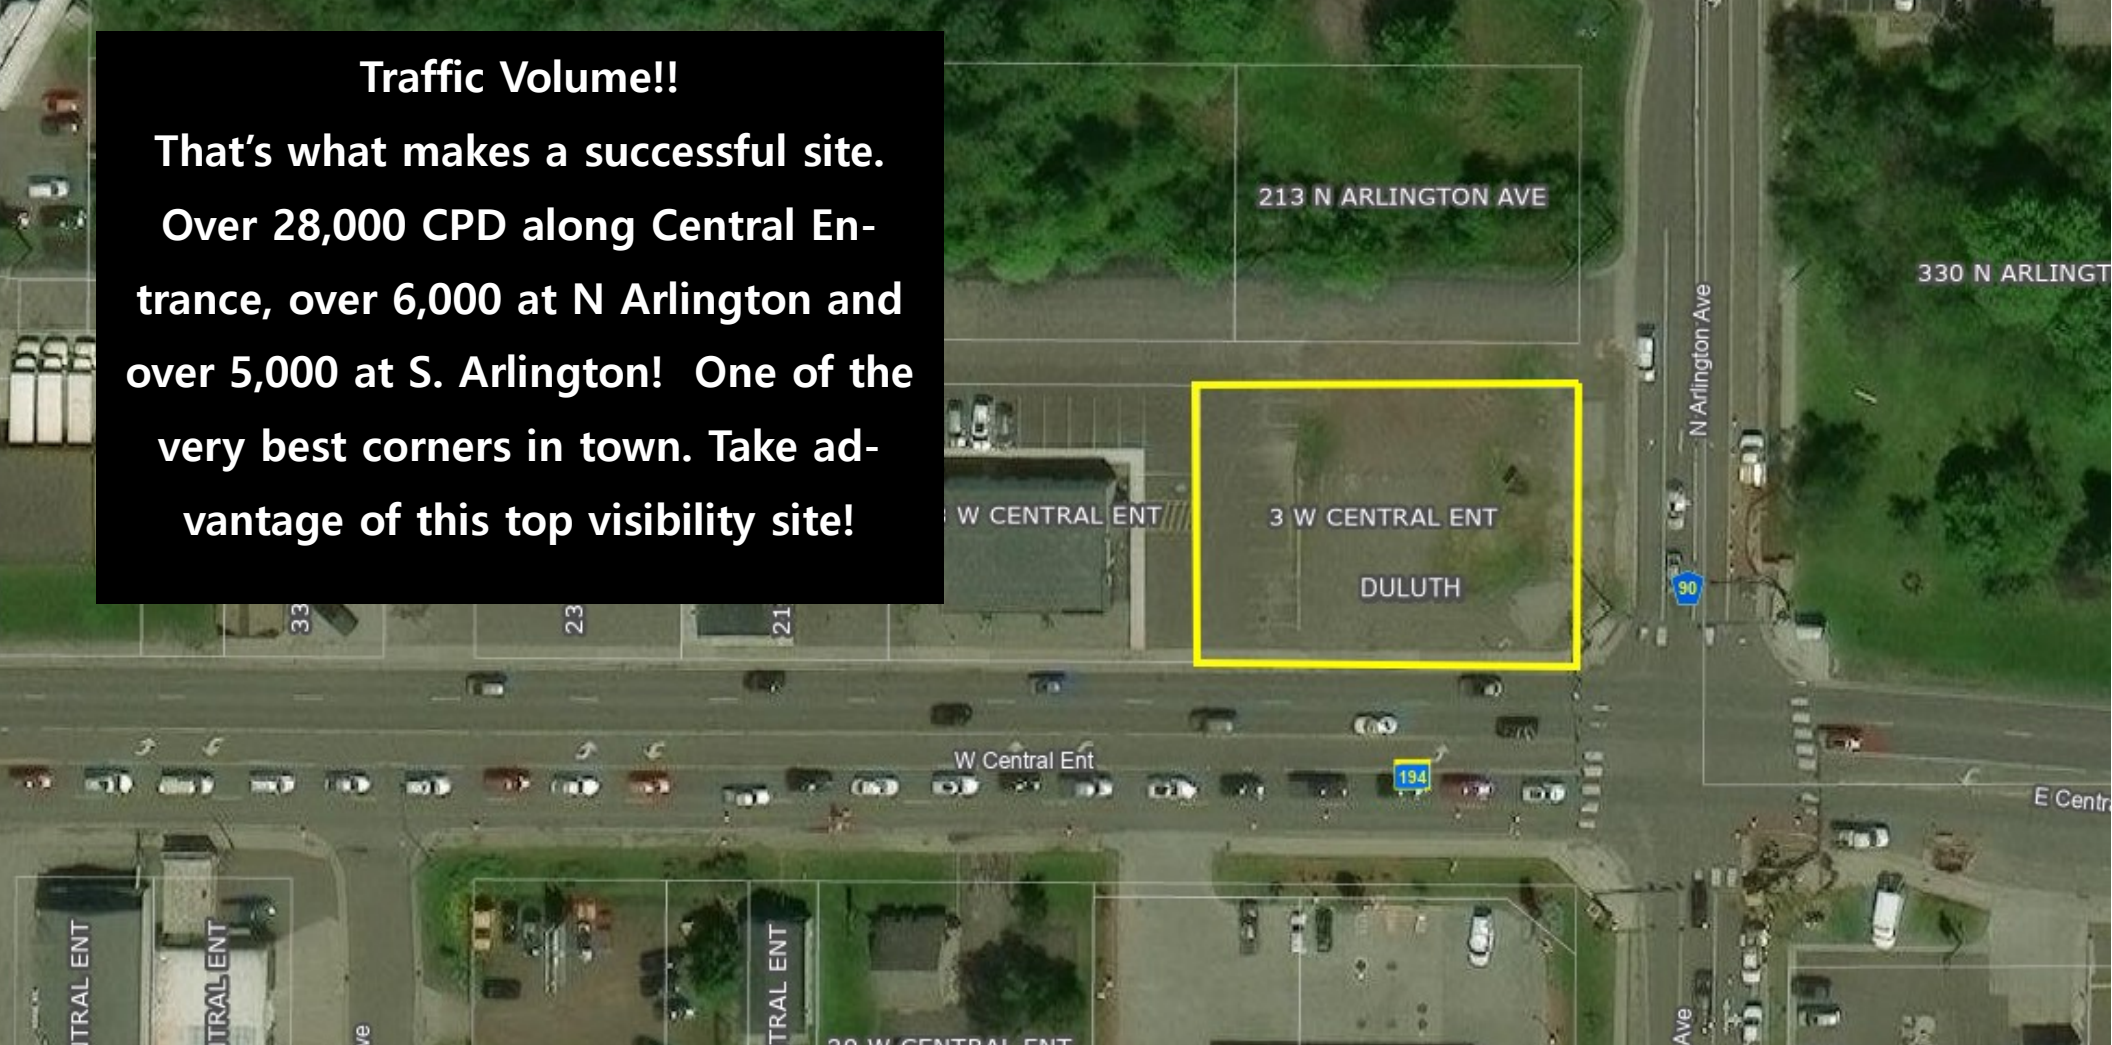 Traffic Volume!!
That’s what makes a successful site.
Over 28,000 CPD along Central En-
trance, over 6,000 at N Arlington and
over 5,000 at S. Arlington!  One of the
very best corners in town. Take ad-
vantage of this top visibility site!
213 N ARLINGTON AVE
330 N ARLINGT
N Arlington Ave
W CENTRAL ENT
3 W CENTRAL ENT
DULUTH
90
33
23
21
W Central Ent
194
E Centr
TRAL ENT
TRAL ENT
TRAL ENT
20 W CENTRAL ENT
Ave